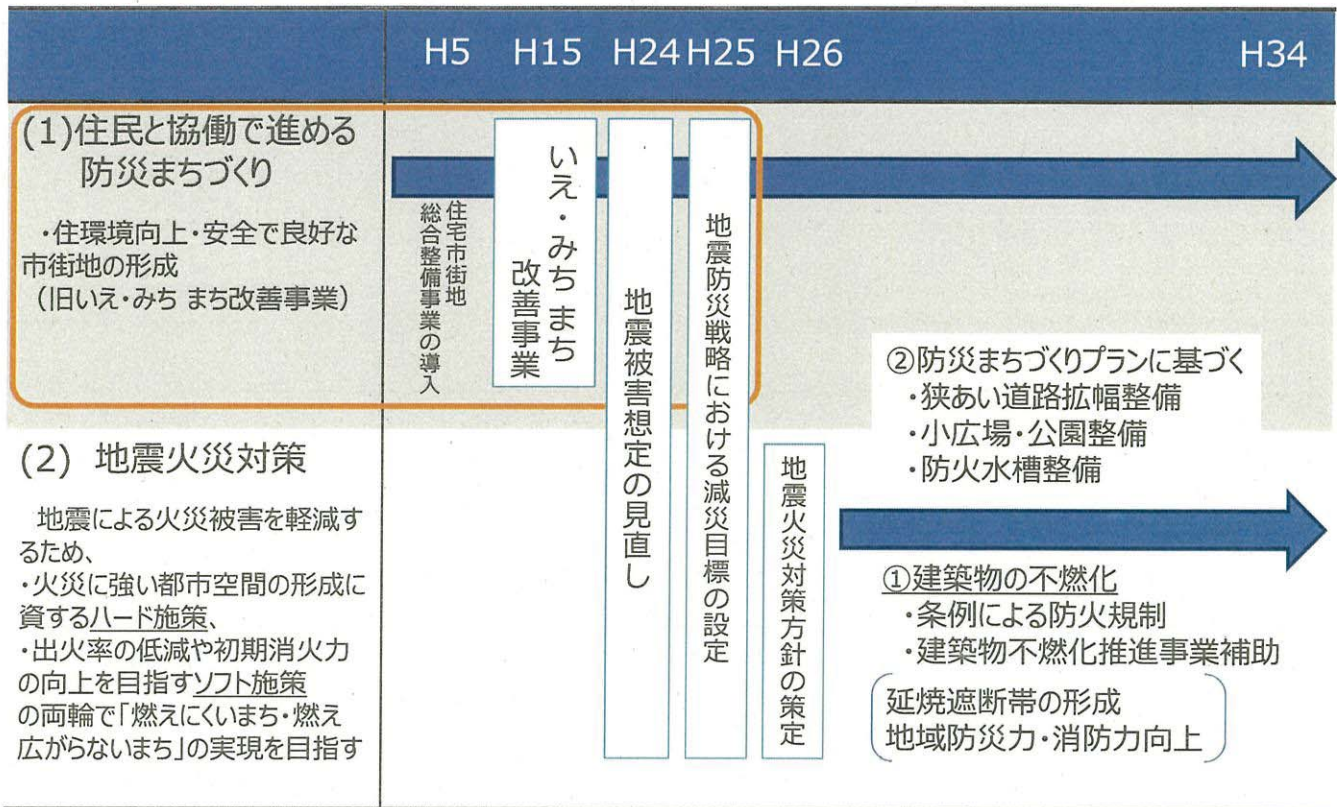 H5 H15 H24 H25 H26 H34
(1)住民と協働で進める
防災まちづくり
・住環境向上・安全で良好な
市街地の形成
(旧いえ・みち まち改善事業)
住宅市街地
総合整備事業の導入
いえ・みち まち
改善事業
地震被害想定の見直し
地震防災戦略における減災目標の設定
②防災まちづくりプランに基づく
・狭あい道路拡幅整備
・小広場・公園整備
・防火水槽整備
(2) 地震火災対策
地震による火災被害を軽減す
るため、
・火災に強い都市空間の形成に
資するハード施策、
・出火率の低減や初期消火力
の向上を目指すソフト施策
の両輪で「燃えにくいまち・燃え
広がらないまち」の実現を目指す
地震火災対策方針の策定
①建築物の不燃化
・条例による防火規制
・建築物不燃化推進事業補助
延焼遮断帯の形成
地域防災力・消防力向上